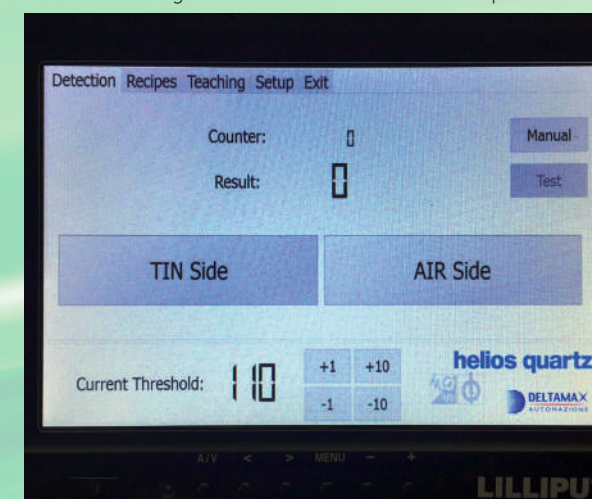 Detection Recipes Teaching Setup Exit
Counter: 0 Manual
Result: 0 Test
TIN Side AIR Side
Current Threshold: 110 +1 +10
-1 -10
helios quartz
DELTAMAX
AUTOMAZIONE
A/V < > MENU - +